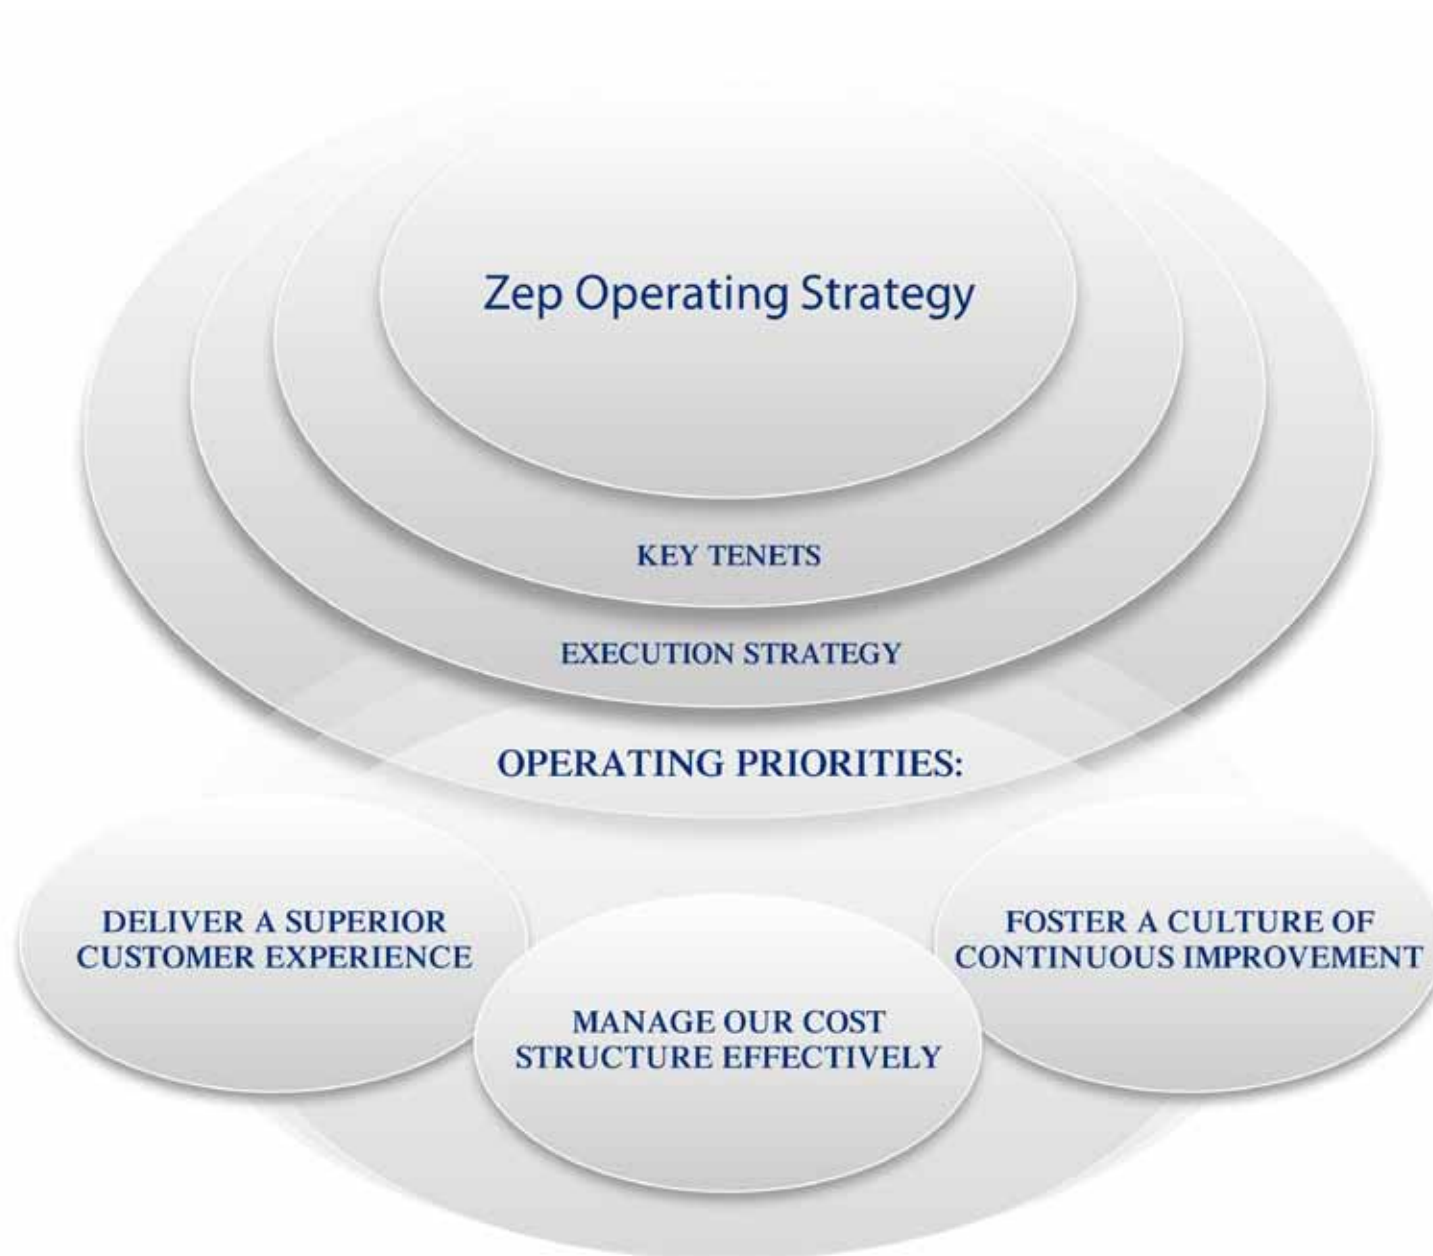 Zep Operating Strategy
KEY TENETS
EXECUTION STRATEGY
OPERATING PRIORITIES:
DELIVER A SUPERIOR
CUSTOMER EXPERIENCE
MANAGE OUR COST
STRUCTURE EFFECTIVELY
FOSTER A CULTURE OF
CONTINUOUS IMPROVEMENT